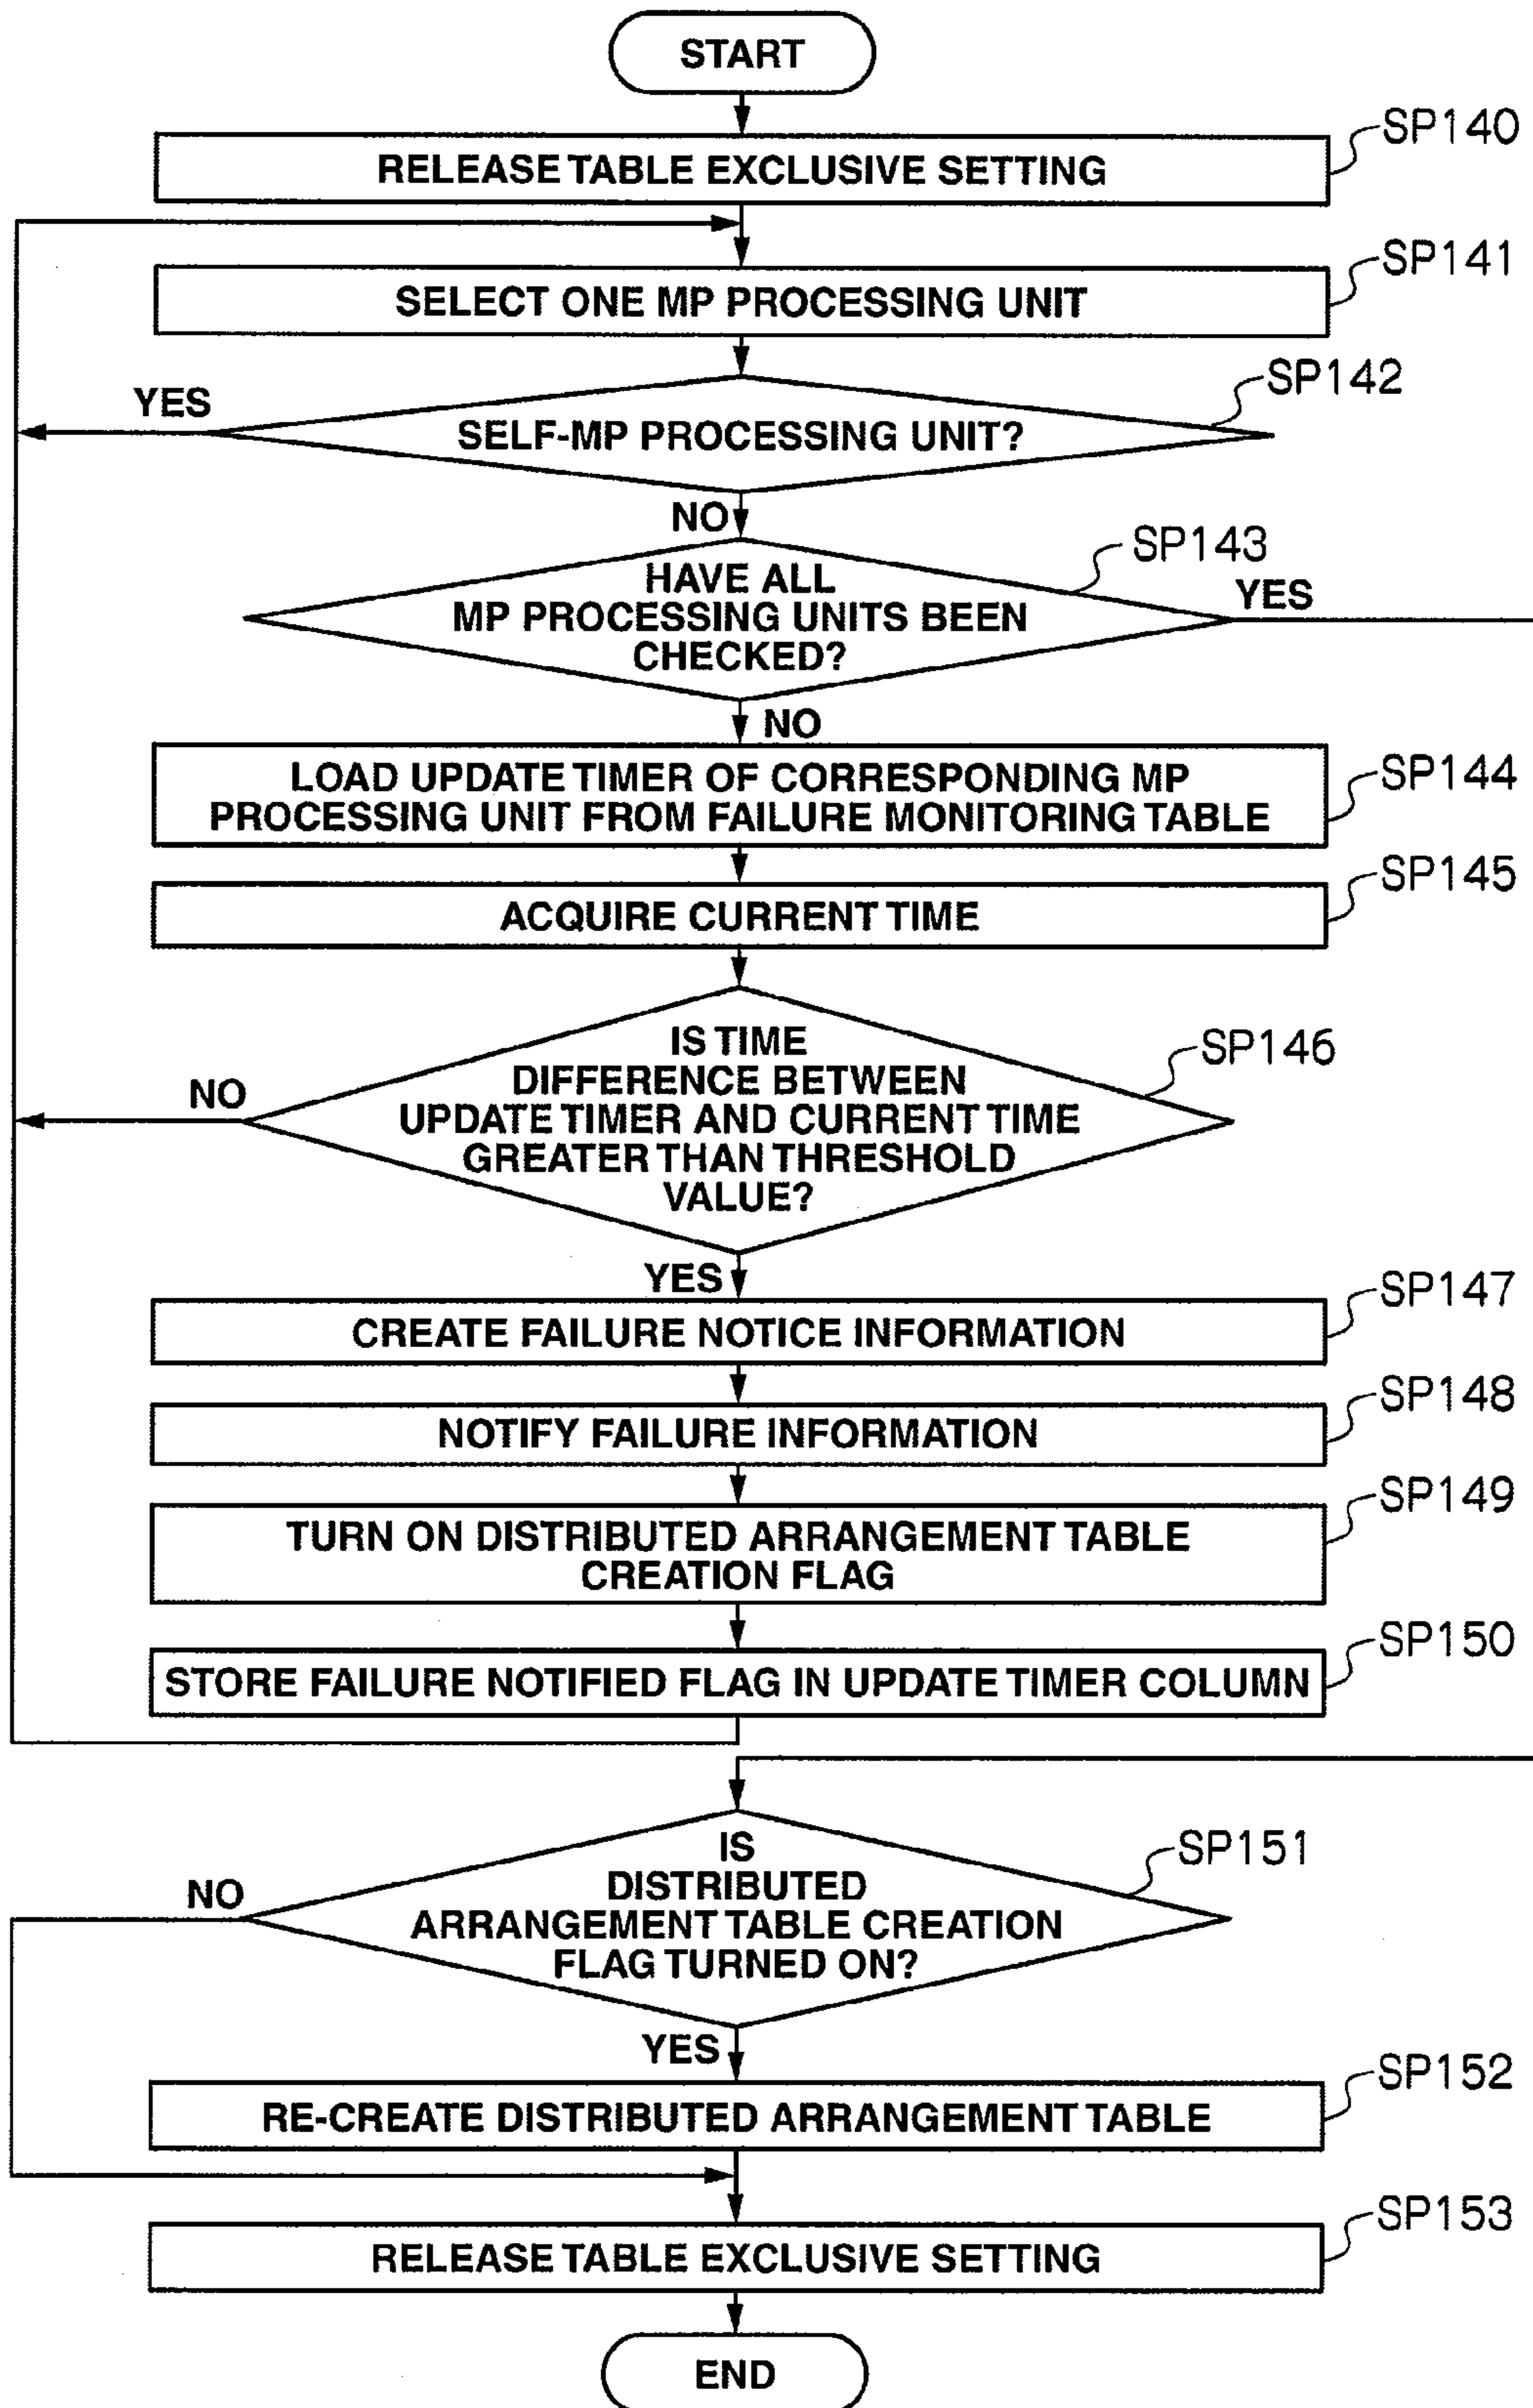 START
SP140
RELEASE TABLE EXCLUSIVE SETTING
SP141
SELECT ONE MP PROCESSING UNIT
SP142
YES
SELF-MP PROCESSING UNIT?
NO
SP143
HAVE ALL
YES
MP PROCESSING UNITS BEEN
CHECKED?
NO
SP144
LOAD UPDATE TIMER OF CORRESPONDING MP
PROCESSING UNIT FROM FAILURE MONITORING TABLE
SP145
ACQUIRE CURRENT TIME
SP146
IS TIME
DIFFERENCE BETWEEN
NO
UPDATE TIMER AND CURRENT TIME
GREATER THAN THRESHOLD
VALUE?
YES
SP147
CREATE FAILURE NOTICE INFORMATION
SP148
NOTIFY FAILURE INFORMATION
SP149
TURN ON DISTRIBUTED ARRANGEMENT TABLE
CREATION FLAG
SP150
STORE FAILURE NOTIFIED FLAG IN UPDATE TIMER COLUMN
SP151
IS
DISTRIBUTED
NO
ARRANGEMENT TABLE CREATION
FLAG TURNED ON?
YES
SP152
RE-CREATE DISTRIBUTED ARRANGEMENT TABLE
SP153
RELEASE TABLE EXCLUSIVE SETTING
END